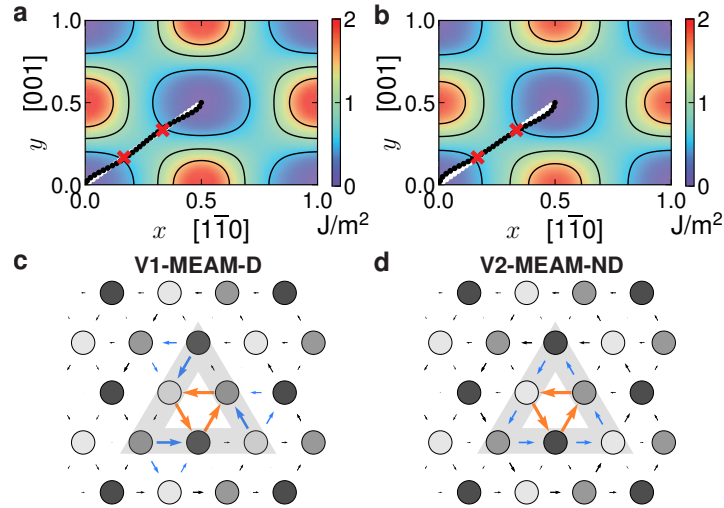 a
b
1.0
0.5
0.0
y [001]
0.0 0.5 1.0
x [11̅0]
2
1
0
J/m²
1.0
0.5
0.0
y [001]
0.0 0.5 1.0
x [11̅0]
2
1
0
J/m²
c V1-MEAM-D
d V2-MEAM-ND